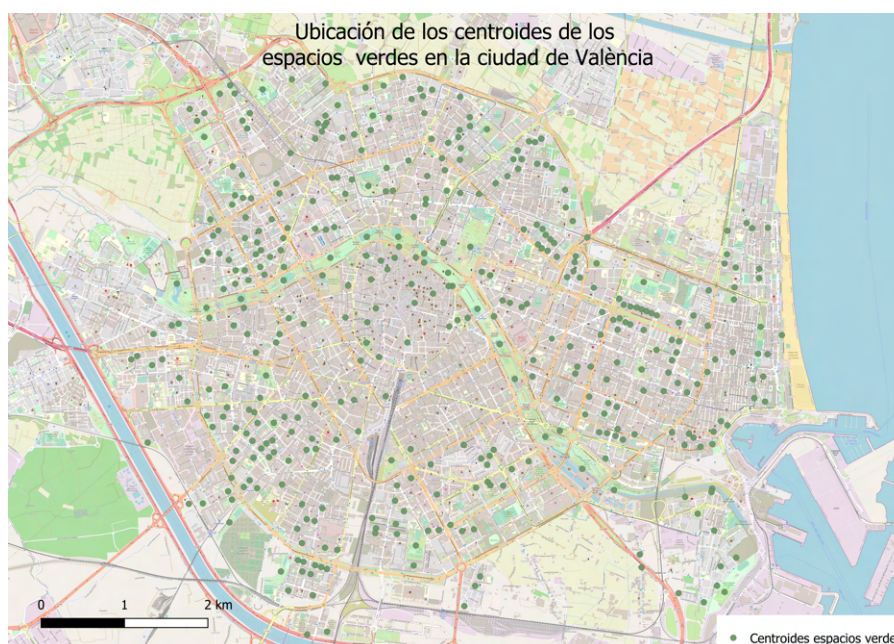 Ubicación de los centroides de los
espacios verdes en la ciudad de València
0 1 2 km
Centroides espacios verde